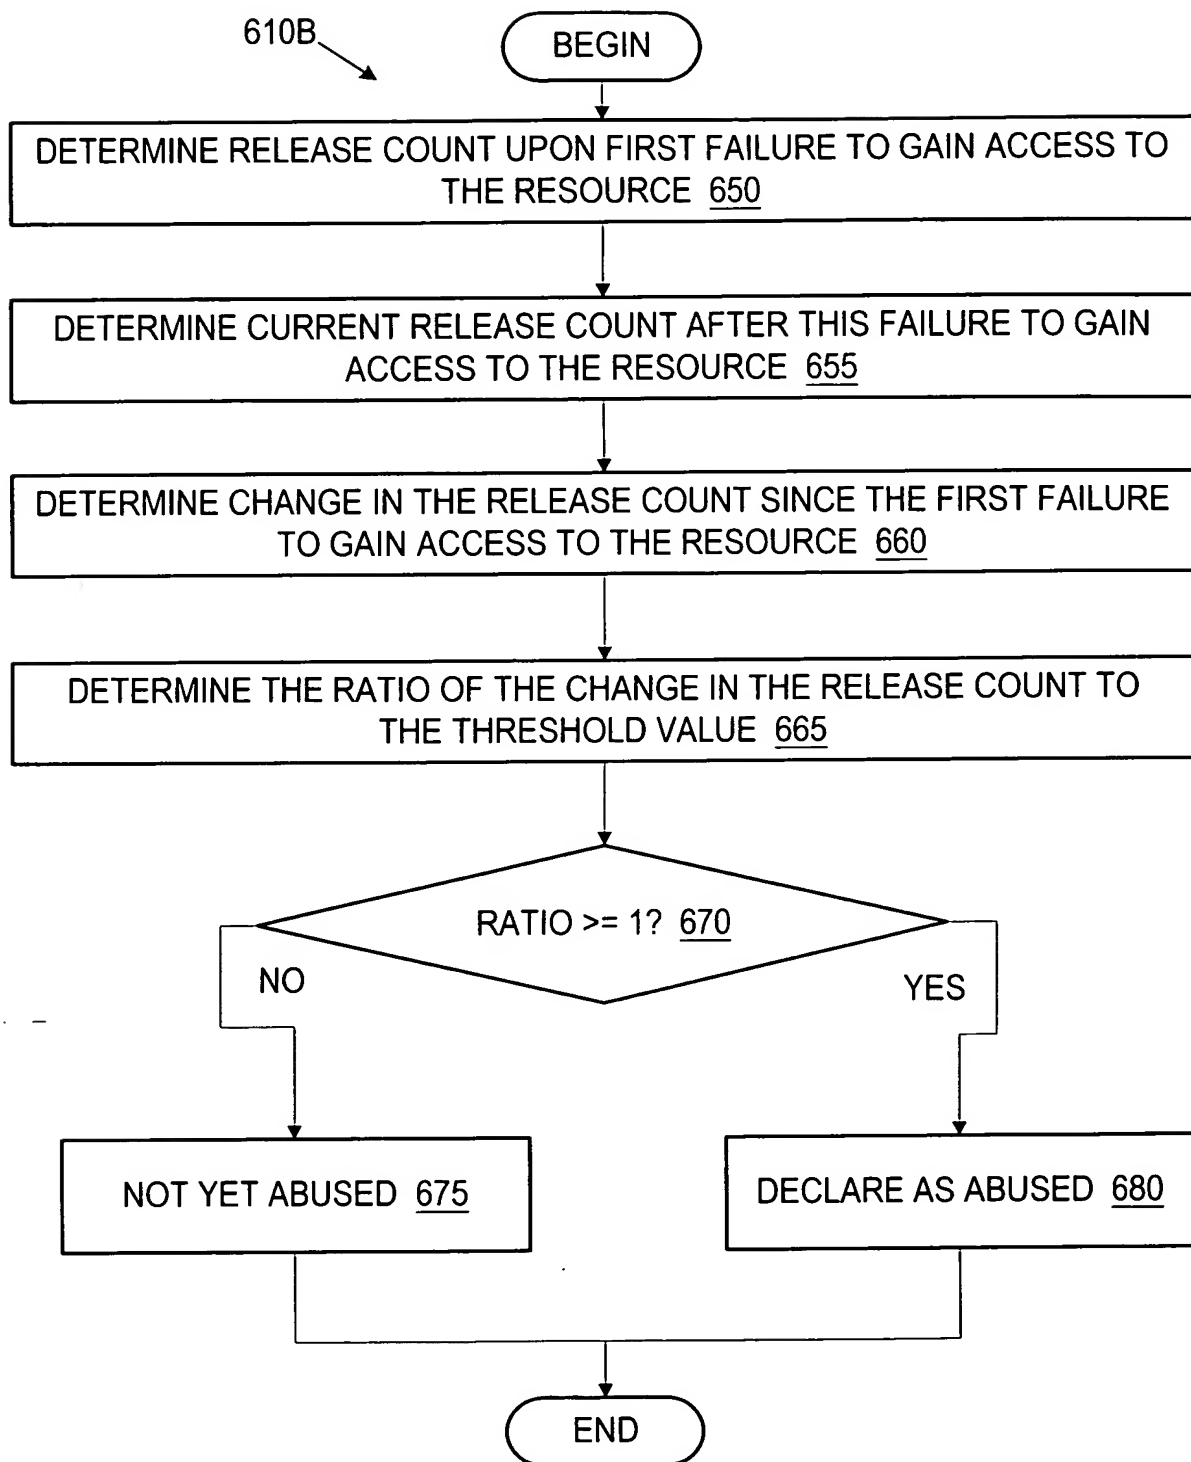 610B
BEGIN
DETERMINE RELEASE COUNT UPON FIRST FAILURE TO GAIN ACCESS TO
THE RESOURCE 650
DETERMINE CURRENT RELEASE COUNT AFTER THIS FAILURE TO GAIN
ACCESS TO THE RESOURCE 655
DETERMINE CHANGE IN THE RELEASE COUNT SINCE THE FIRST FAILURE
TO GAIN ACCESS TO THE RESOURCE 660
DETERMINE THE RATIO OF THE CHANGE IN THE RELEASE COUNT TO
THE THRESHOLD VALUE 665
RATIO >= 1? 670
NO
YES
NOT YET ABUSED 675
DECLARE AS ABUSED 680
END